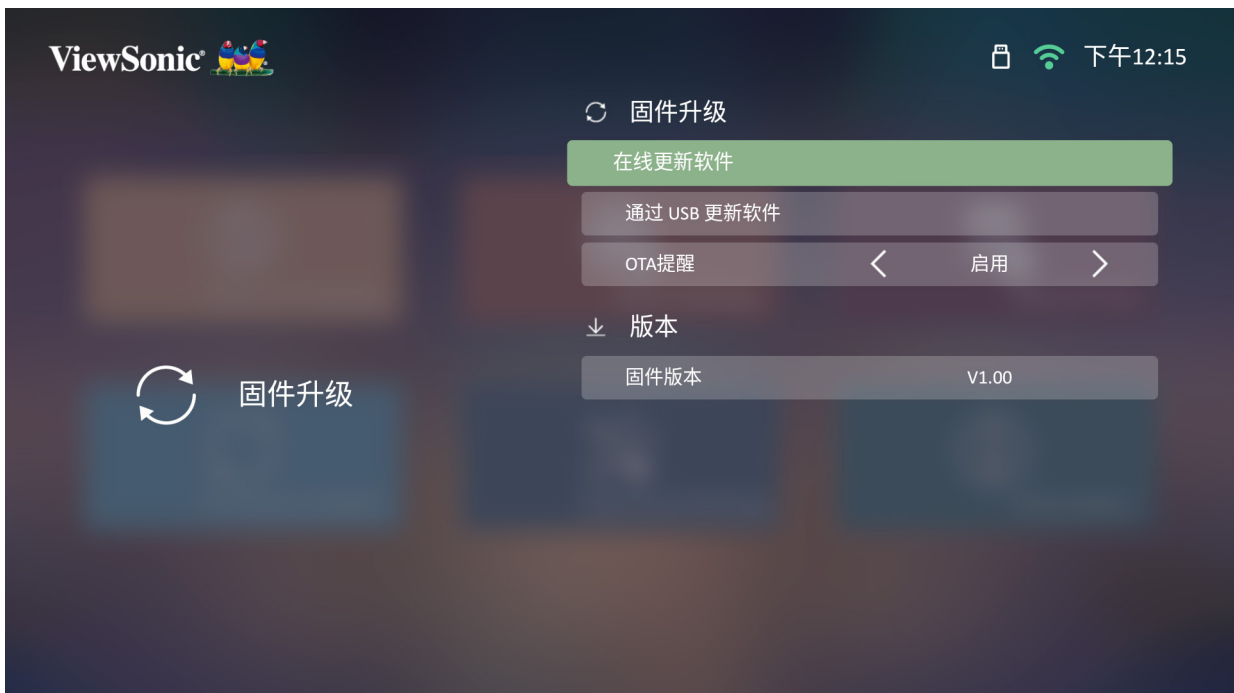 ViewSonic®
下午12:15
固件升级
在线更新软件
通过 USB 更新软件
OTA提醒 启用
版本
固件版本 V1.00
固件升级